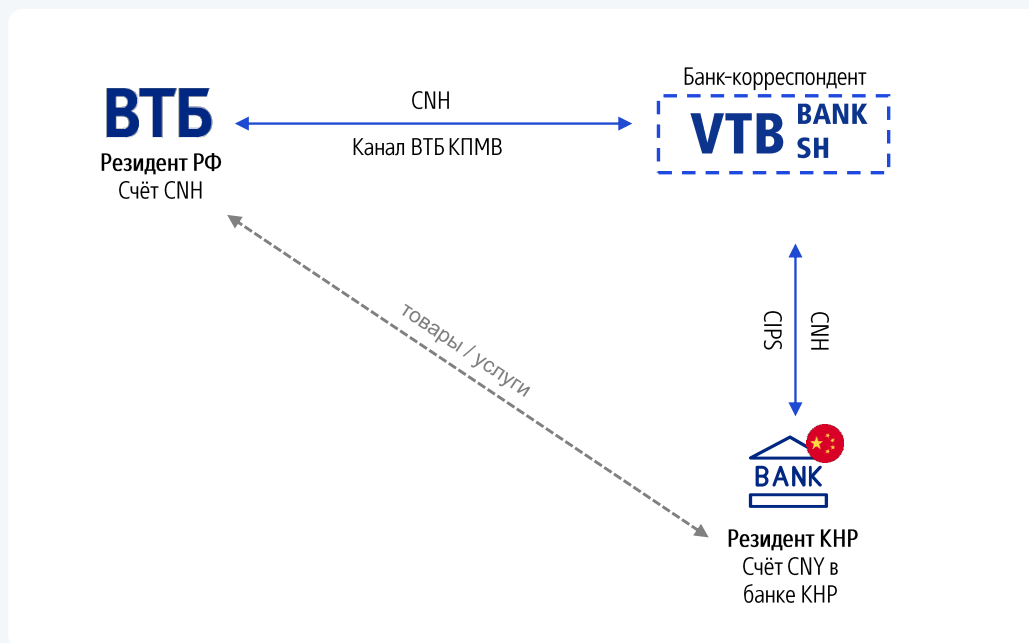 ВТБ
Резидент РФ
Счёт CNH
CNH
Канал ВТБ КПМВ
Банк-корреспондент
VTB BANK
SH
товары / услуги
CIPS
CNH
BANK
Резидент КНР
Счёт CNY в
банке КНР